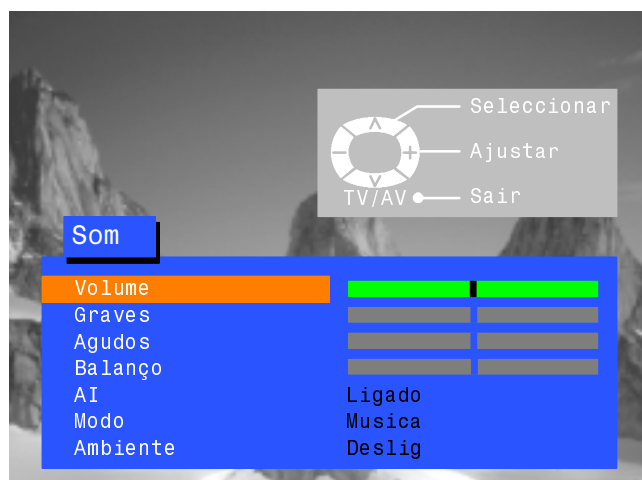 Seleccionar
Ajustar
TV/AV Sair
Som
Volume
Graves
Agudos
Balanço
AI Ligado
Modo Musica
Ambiente Deslig